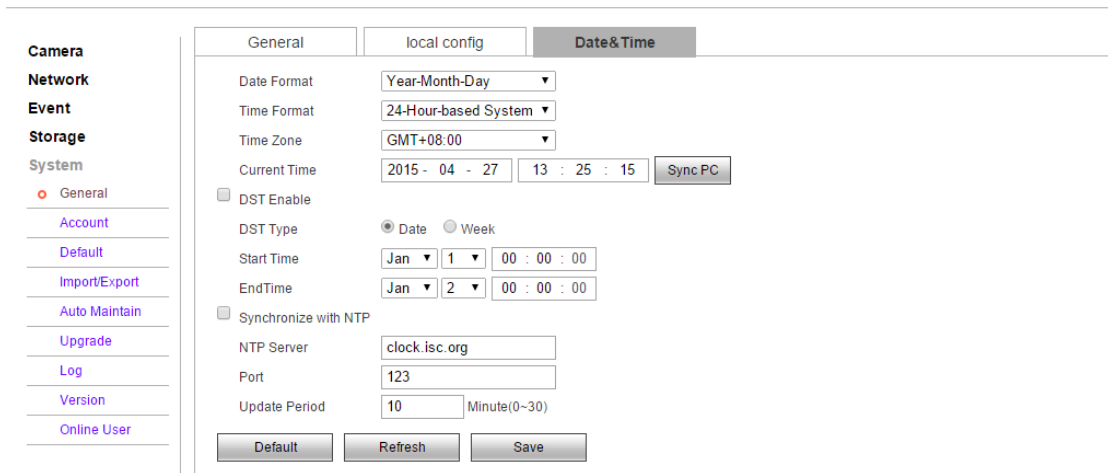 Camera
Network
Event
Storage
System
General
Account
Default
Import/Export
Auto Maintain
Upgrade
Log
Version
Online User
General local config Date&Time
Date Format Year-Month-Day
Time Format 24-Hour-based System
Time Zone GMT+08:00
Current Time 2015 - 04 - 27 13 : 25 : 15 Sync PC
DST Enable
DST Type Date Week
Start Time Jan 1 00 : 00 : 00
EndTime Jan 2 00 : 00 : 00
Synchronize with NTP
NTP Server clock.isc.org
Port 123
Update Period 10 Minute(0~30)
Default Refresh Save